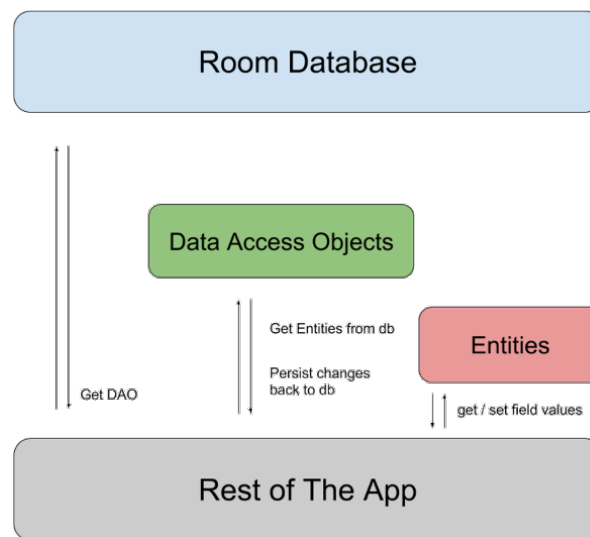 Room Database
Data Access Objects
Get Entities from db
Persist changes
back to db
Entities
Get DAO
get / set field values
Rest of The App